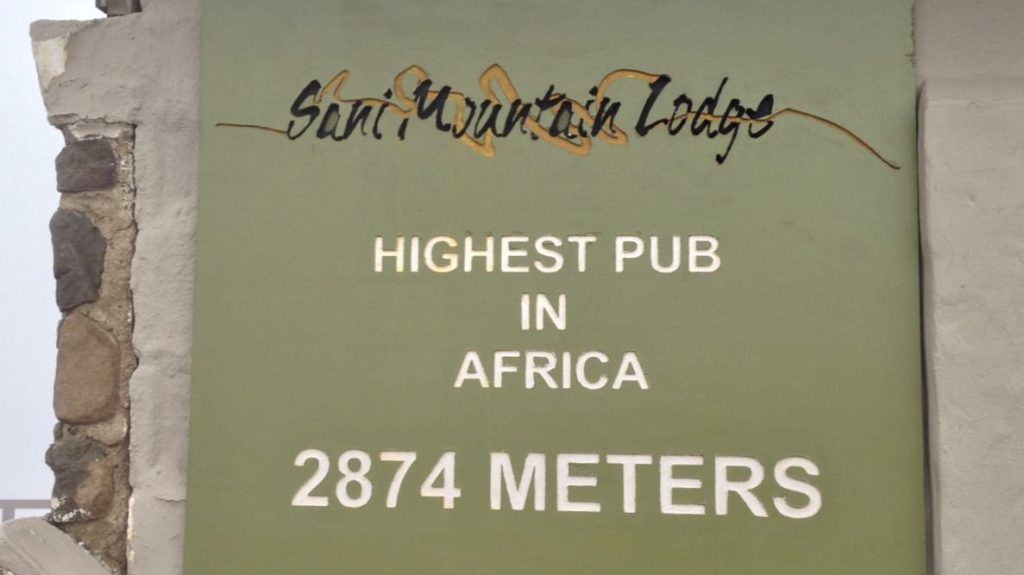 Sani Mountain Lodge
HIGHEST PUB
IN
AFRICA
2874 METERS